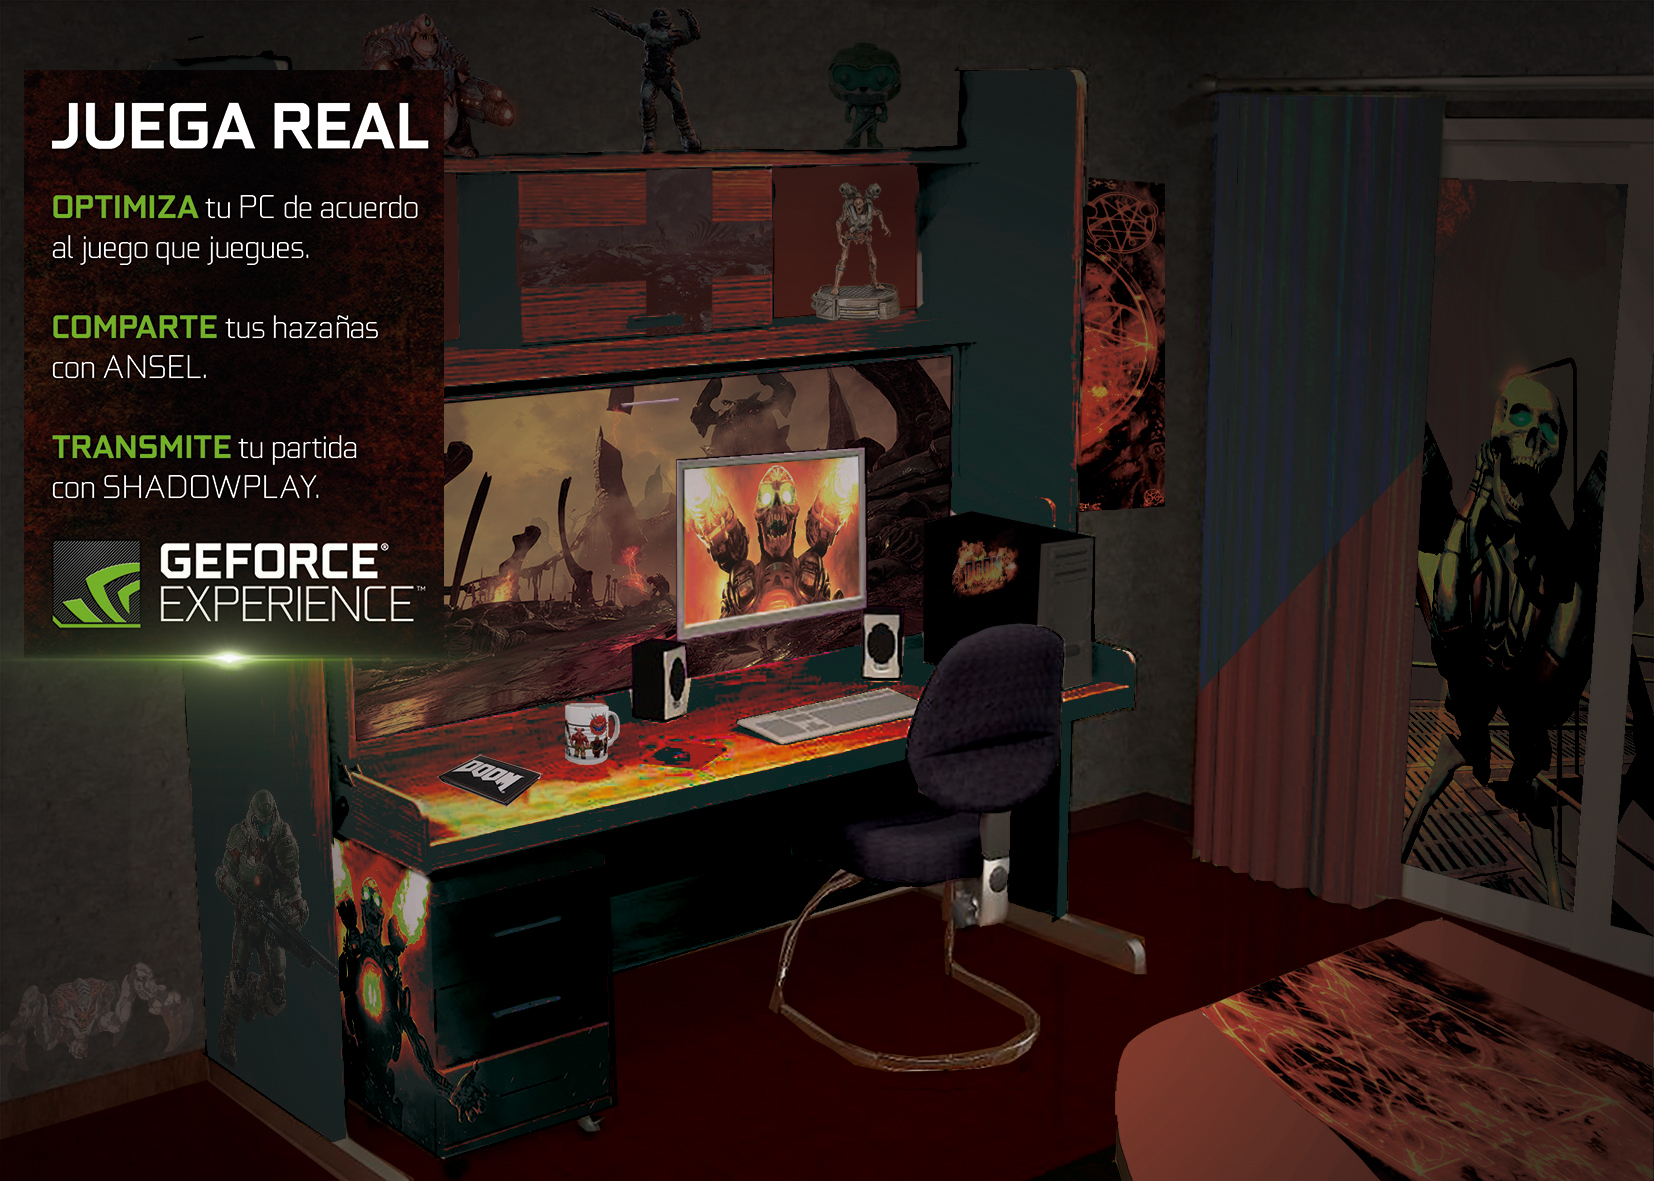 JUEGA REAL
OPTIMIZA tu PC de acuerdo
al juego que juegues.
COMPARTE tus hazañas
con ANSEL.
TRANSMITE tu partida
con SHADOWPLAY.
GEFORCE®
EXPERIENCE™
DOOM
DOOM